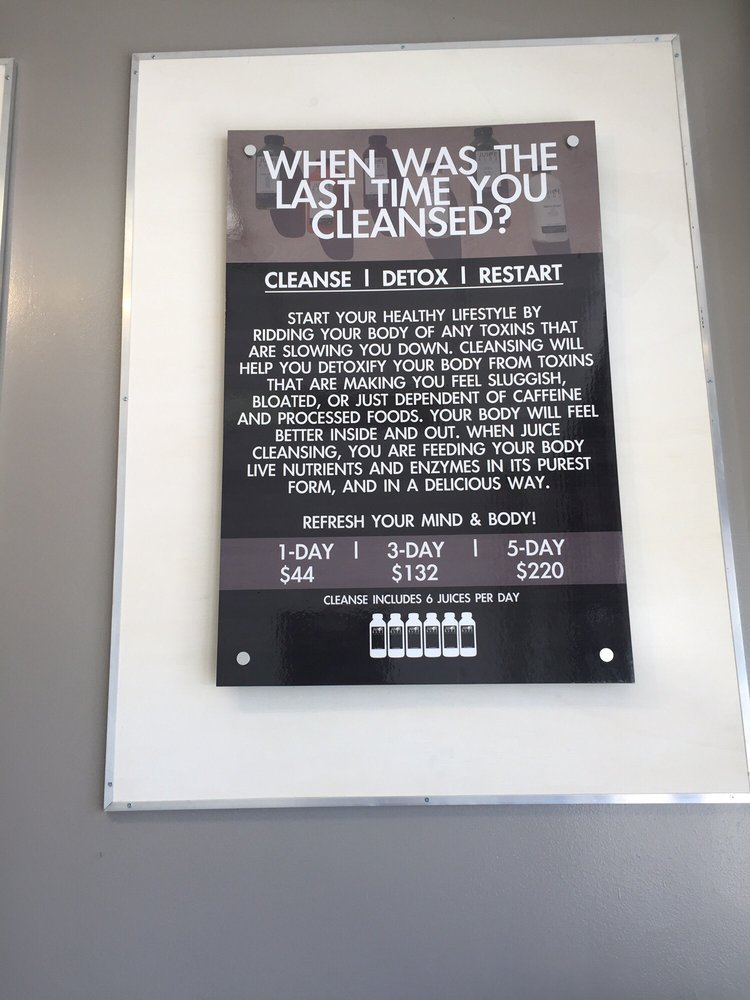 WHEN WAS THE
LAST TIME YOU
CLEANSED?
CLEANSE | DETOX | RESTART
START YOUR HEALTHY LIFESTYLE BY
RIDDING YOUR BODY OF ANY TOXINS THAT
ARE SLOWING YOU DOWN. CLEANSING WILL
HELP YOU DETOXIFY YOUR BODY FROM TOXINS
THAT ARE MAKING YOU FEEL SLUGGISH,
BLOATED, OR JUST DEPENDENT OF CAFFEINE
AND PROCESSED FOODS. YOUR BODY WILL FEEL
BETTER INSIDE AND OUT. WHEN JUICE
CLEANSING, YOU ARE FEEDING YOUR BODY
LIVE NUTRIENTS AND ENZYMES IN ITS PUREST
FORM, AND IN A DELICIOUS WAY.
REFRESH YOUR MIND & BODY!
1-DAY | 3-DAY | 5-DAY
$44 $132 $220
CLEANSE INCLUDES 6 JUICES PER DAY